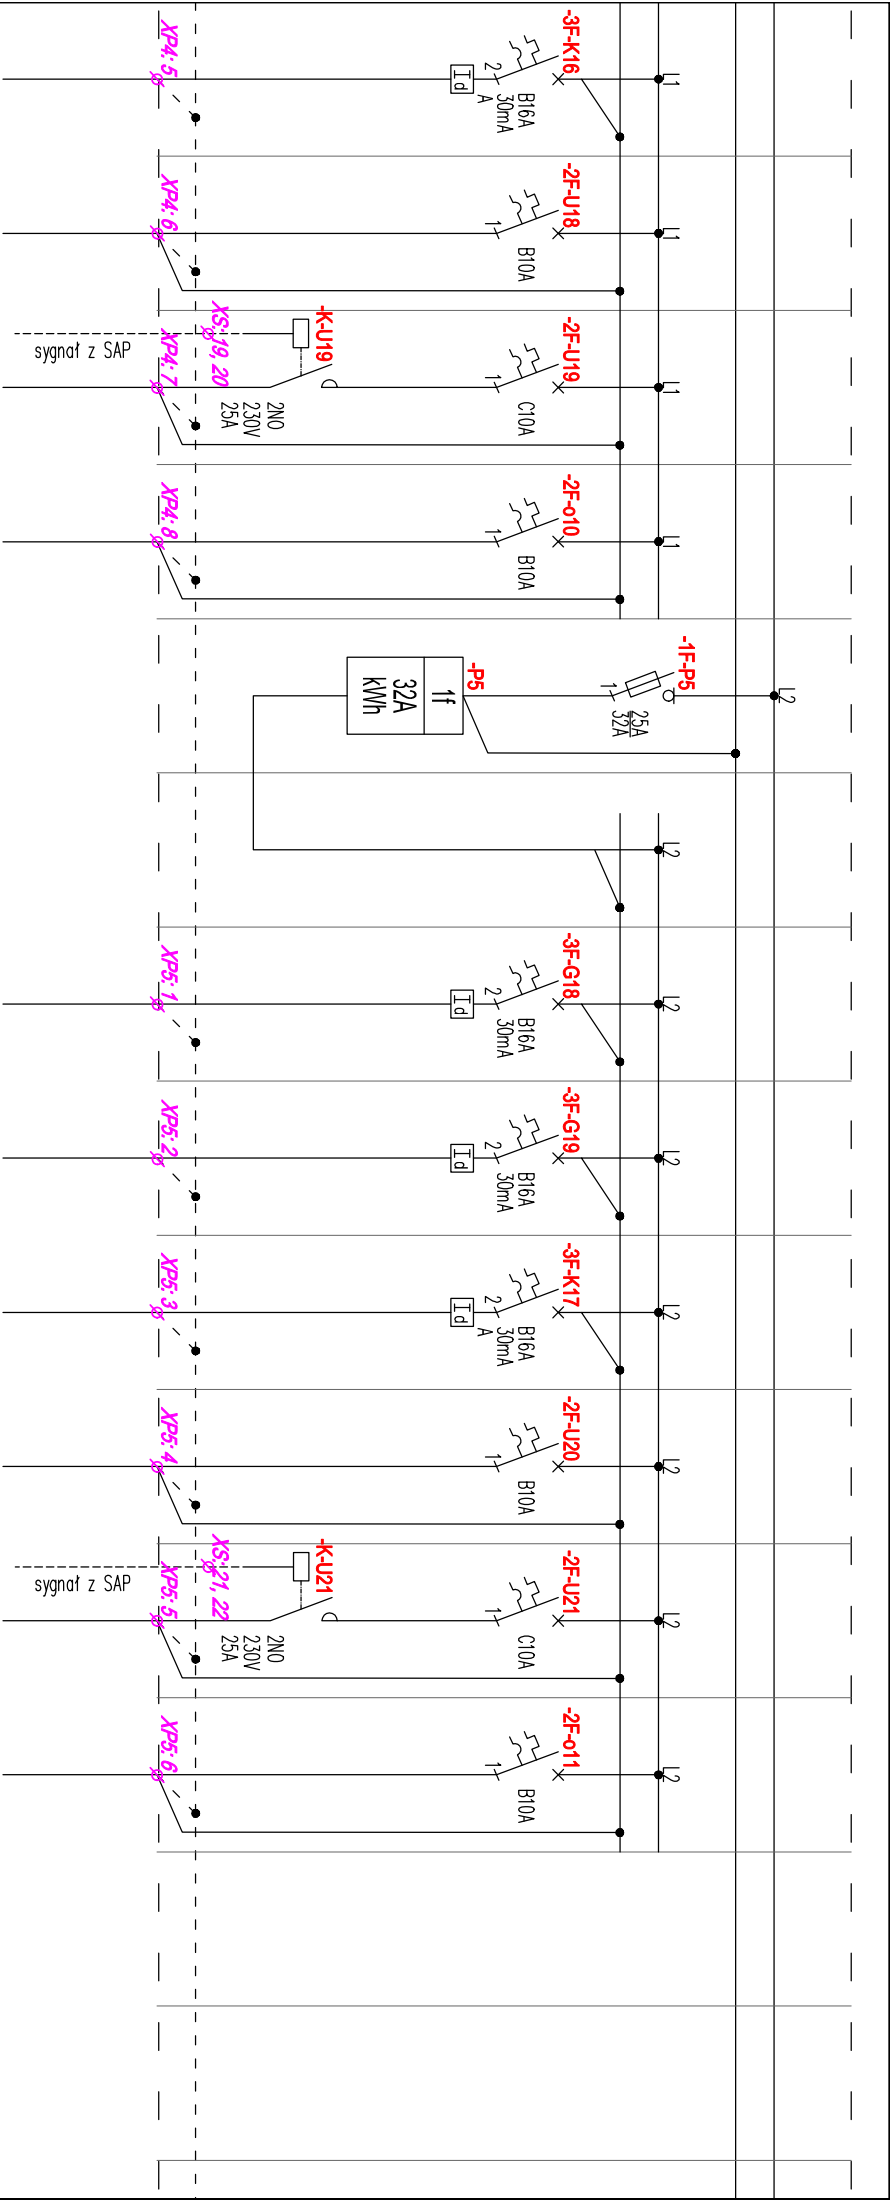 L1
-3F-K16
B16A
30mA
A
2
Id
XP4: 5
L1
-2F-U18
B10A
1
XP4: 6
L1
-2F-U19
C10A
1
-K-U19
2NO
230V
25A
XS: 19, 20
sygnał z SAP
XP4: 7
L1
-2F-o10
B10A
1
XP4: 8
L2
-1F-P5
25A
32A
1
-P5
1f
32A
kWh
L2
L2
-3F-G18
B16A
30mA
2
Id
XP5: 1
L2
-3F-G19
B16A
30mA
2
Id
XP5: 2
L2
-3F-K17
B16A
30mA
A
2
Id
XP5: 3
L2
-2F-U20
B10A
1
XP5: 4
L2
-2F-U21
C10A
1
-K-U21
2NO
230V
25A
XS: 21, 22
sygnał z SAP
XP5: 5
L2
-2F-o11
B10A
1
XP5: 6